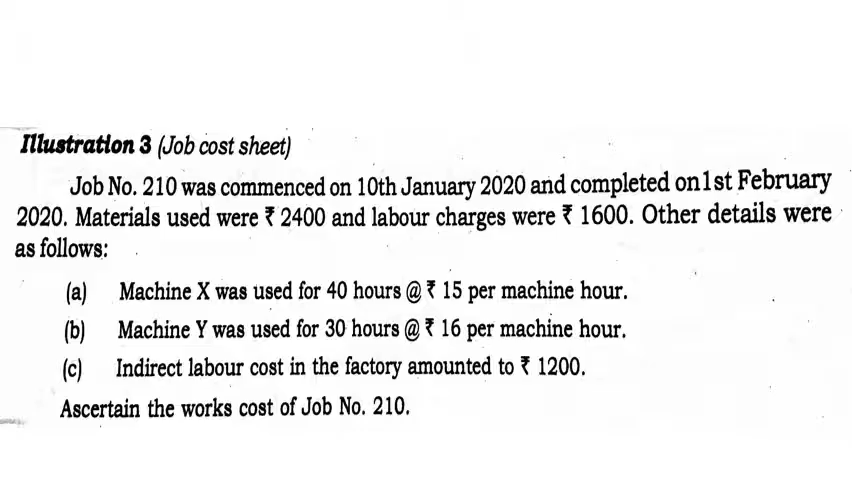 Illustration 3 (Job cost sheet)
Job No. 210 was commenced on 10th January 2020 and completed on1st February
2020. Materials used were ₹ 2400 and labour charges were ₹ 1600. Other details were
as follows:
(a) Machine X was used for 40 hours @ ₹ 15 per machine hour.
(b) Machine Y was used for 30 hours @ ₹ 16 per machine hour.
(c) Indirect labour cost in the factory amounted to ₹ 1200.
Ascertain the works cost of Job No. 210.